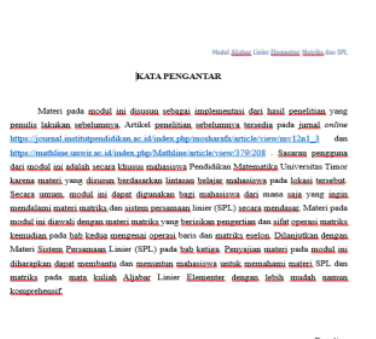 Modul Aljabar Linier Elementer Matriks dan SPL
KATA PENGANTAR
Materi pada modul ini disusun sebagai implementasi dari hasil penelitian yang
penulis lakukan sebelumnya. Artikel penelitian sebelumnya tersedia pada jurnal online
https://journal.institutpendidikan.ac.id/index.php/mosharafa/article/view/mv12n1_3 dan
https://mathline.unwir.ac.id/index.php/Mathline/article/view/379/208 . Sasaran pengguna
dari modul ini adalah secara khusus mahasiswa Pendidikan Matematika Universitas Timor
karena materi yang disusun berdasarkan lintasan belajar mahasiswa pada lokasi tersebut.
Secara umum, modul ini dapat digunakan bagi mahasiswa dari mana saja yang ingin
mendalami materi matriks dan sistem persamaan linier (SPL) secara mendasar. Materi pada
modul ini diawali dengan materi matriks yang berisikan pengertian dan sifat operasi matriks
kemudian pada bab kedua mengenai operasi baris dan matriks eselon. Dilanjutkan dengan
Materi Sistem Persamaan Linier (SPL) pada bab ketiga. Penyajian materi pada modul ini
diharapkan dapat membantu dan menuntun mahasiswa untuk memahami materi SPL dan
matriks pada mata kuliah Aljabar Linier Elementer dengan lebih mudah namun
komprehensif.